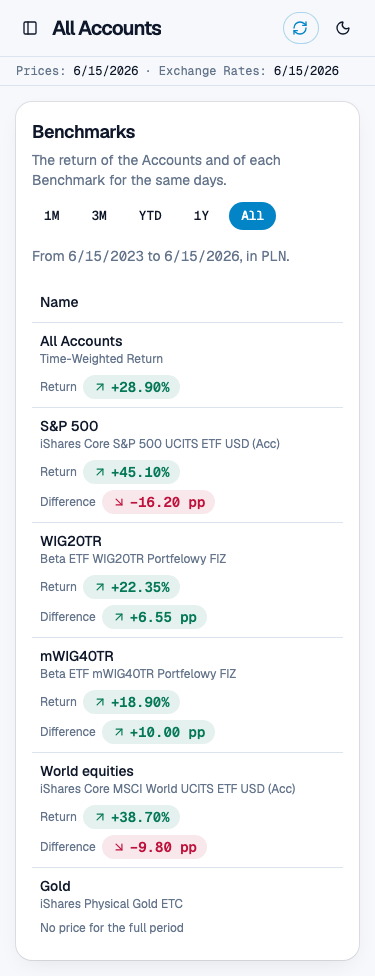 All Accounts
Prices: 6/15/2026 · Exchange Rates: 6/15/2026
Benchmarks
The return of the Accounts and of each
Benchmark for the same days.
1M 3M YTD 1Y All
From 6/15/2023 to 6/15/2026, in PLN.
Name
All Accounts
Time-Weighted Return
Return +28.90%
S&P 500
iShares Core S&P 500 UCITS ETF USD (Acc)
Return +45.10%
Difference −16.20 pp
WIG20TR
Beta ETF WIG20TR Portfelowy FIZ
Return +22.35%
Difference +6.55 pp
mWIG40TR
Beta ETF mWIG40TR Portfelowy FIZ
Return +18.90%
Difference +10.00 pp
World equities
iShares Core MSCI World UCITS ETF USD (Acc)
Return +38.70%
Difference −9.80 pp
Gold
iShares Physical Gold ETC
No price for the full period